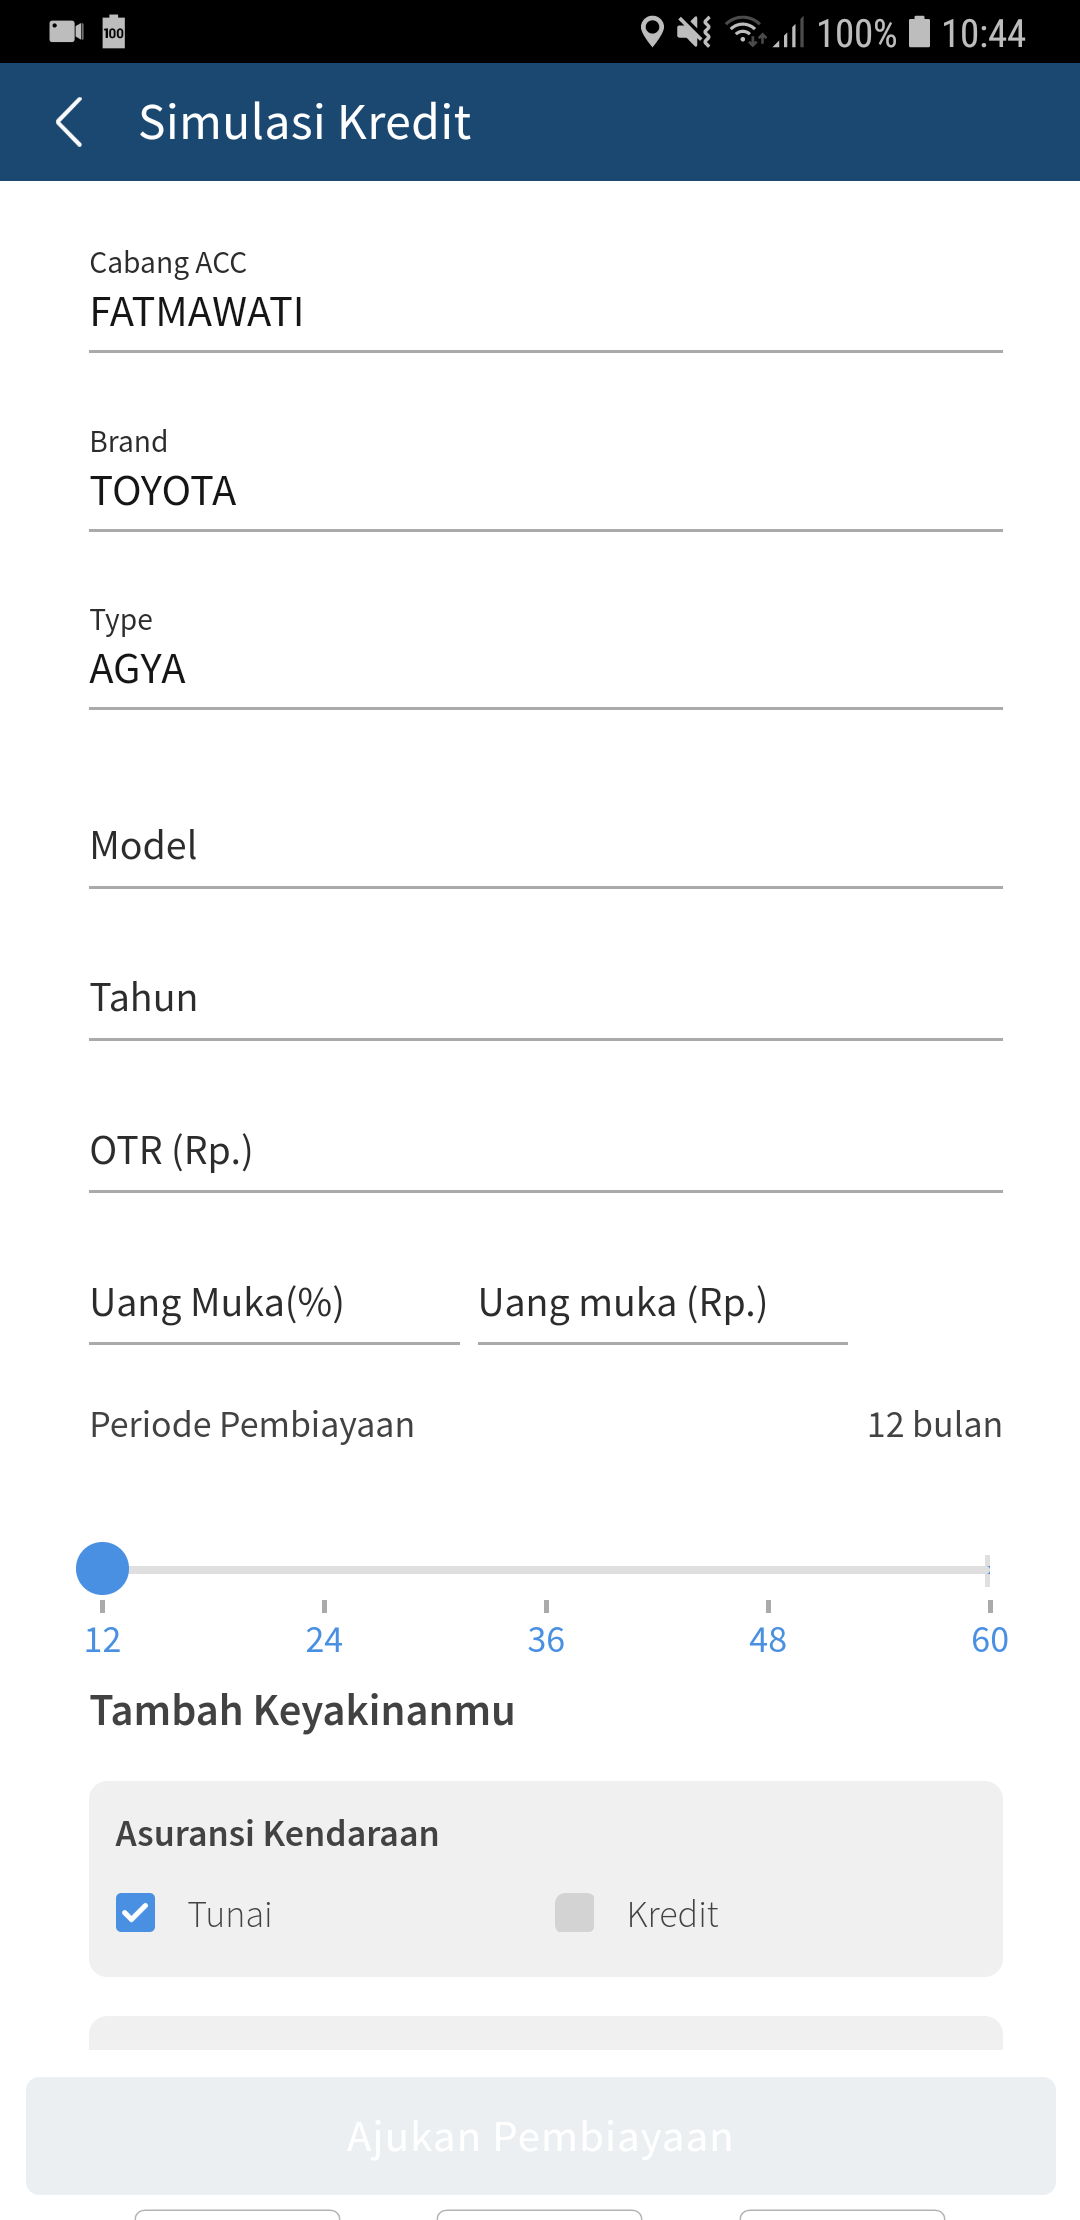 100 100% 10:44
Simulasi Kredit
Cabang ACC
FATMAWATI
Brand
TOYOTA
Type
AGYA
Model
Tahun
OTR (Rp.)
Uang Muka(%) Uang muka (Rp.)
Periode Pembiayaan 12 bulan
12 24 36 48 60
Tambah Keyakinanmu
Asuransi Kendaraan
Tunai Kredit
Ajukan Pembiayaan